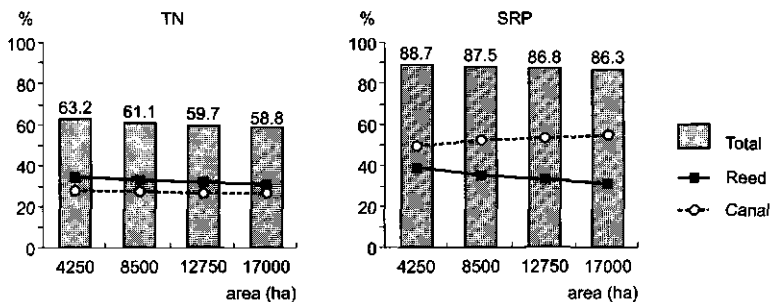 % TN
100
80
60
40
20
0
63.2 61.1 59.7 58.8
4250 8500 12750 17000
area (ha)
% SRP
100
80
60
40
20
0
88.7 87.5 86.8 86.3
4250 8500 12750 17000
area (ha)
Total
Reed
Canal